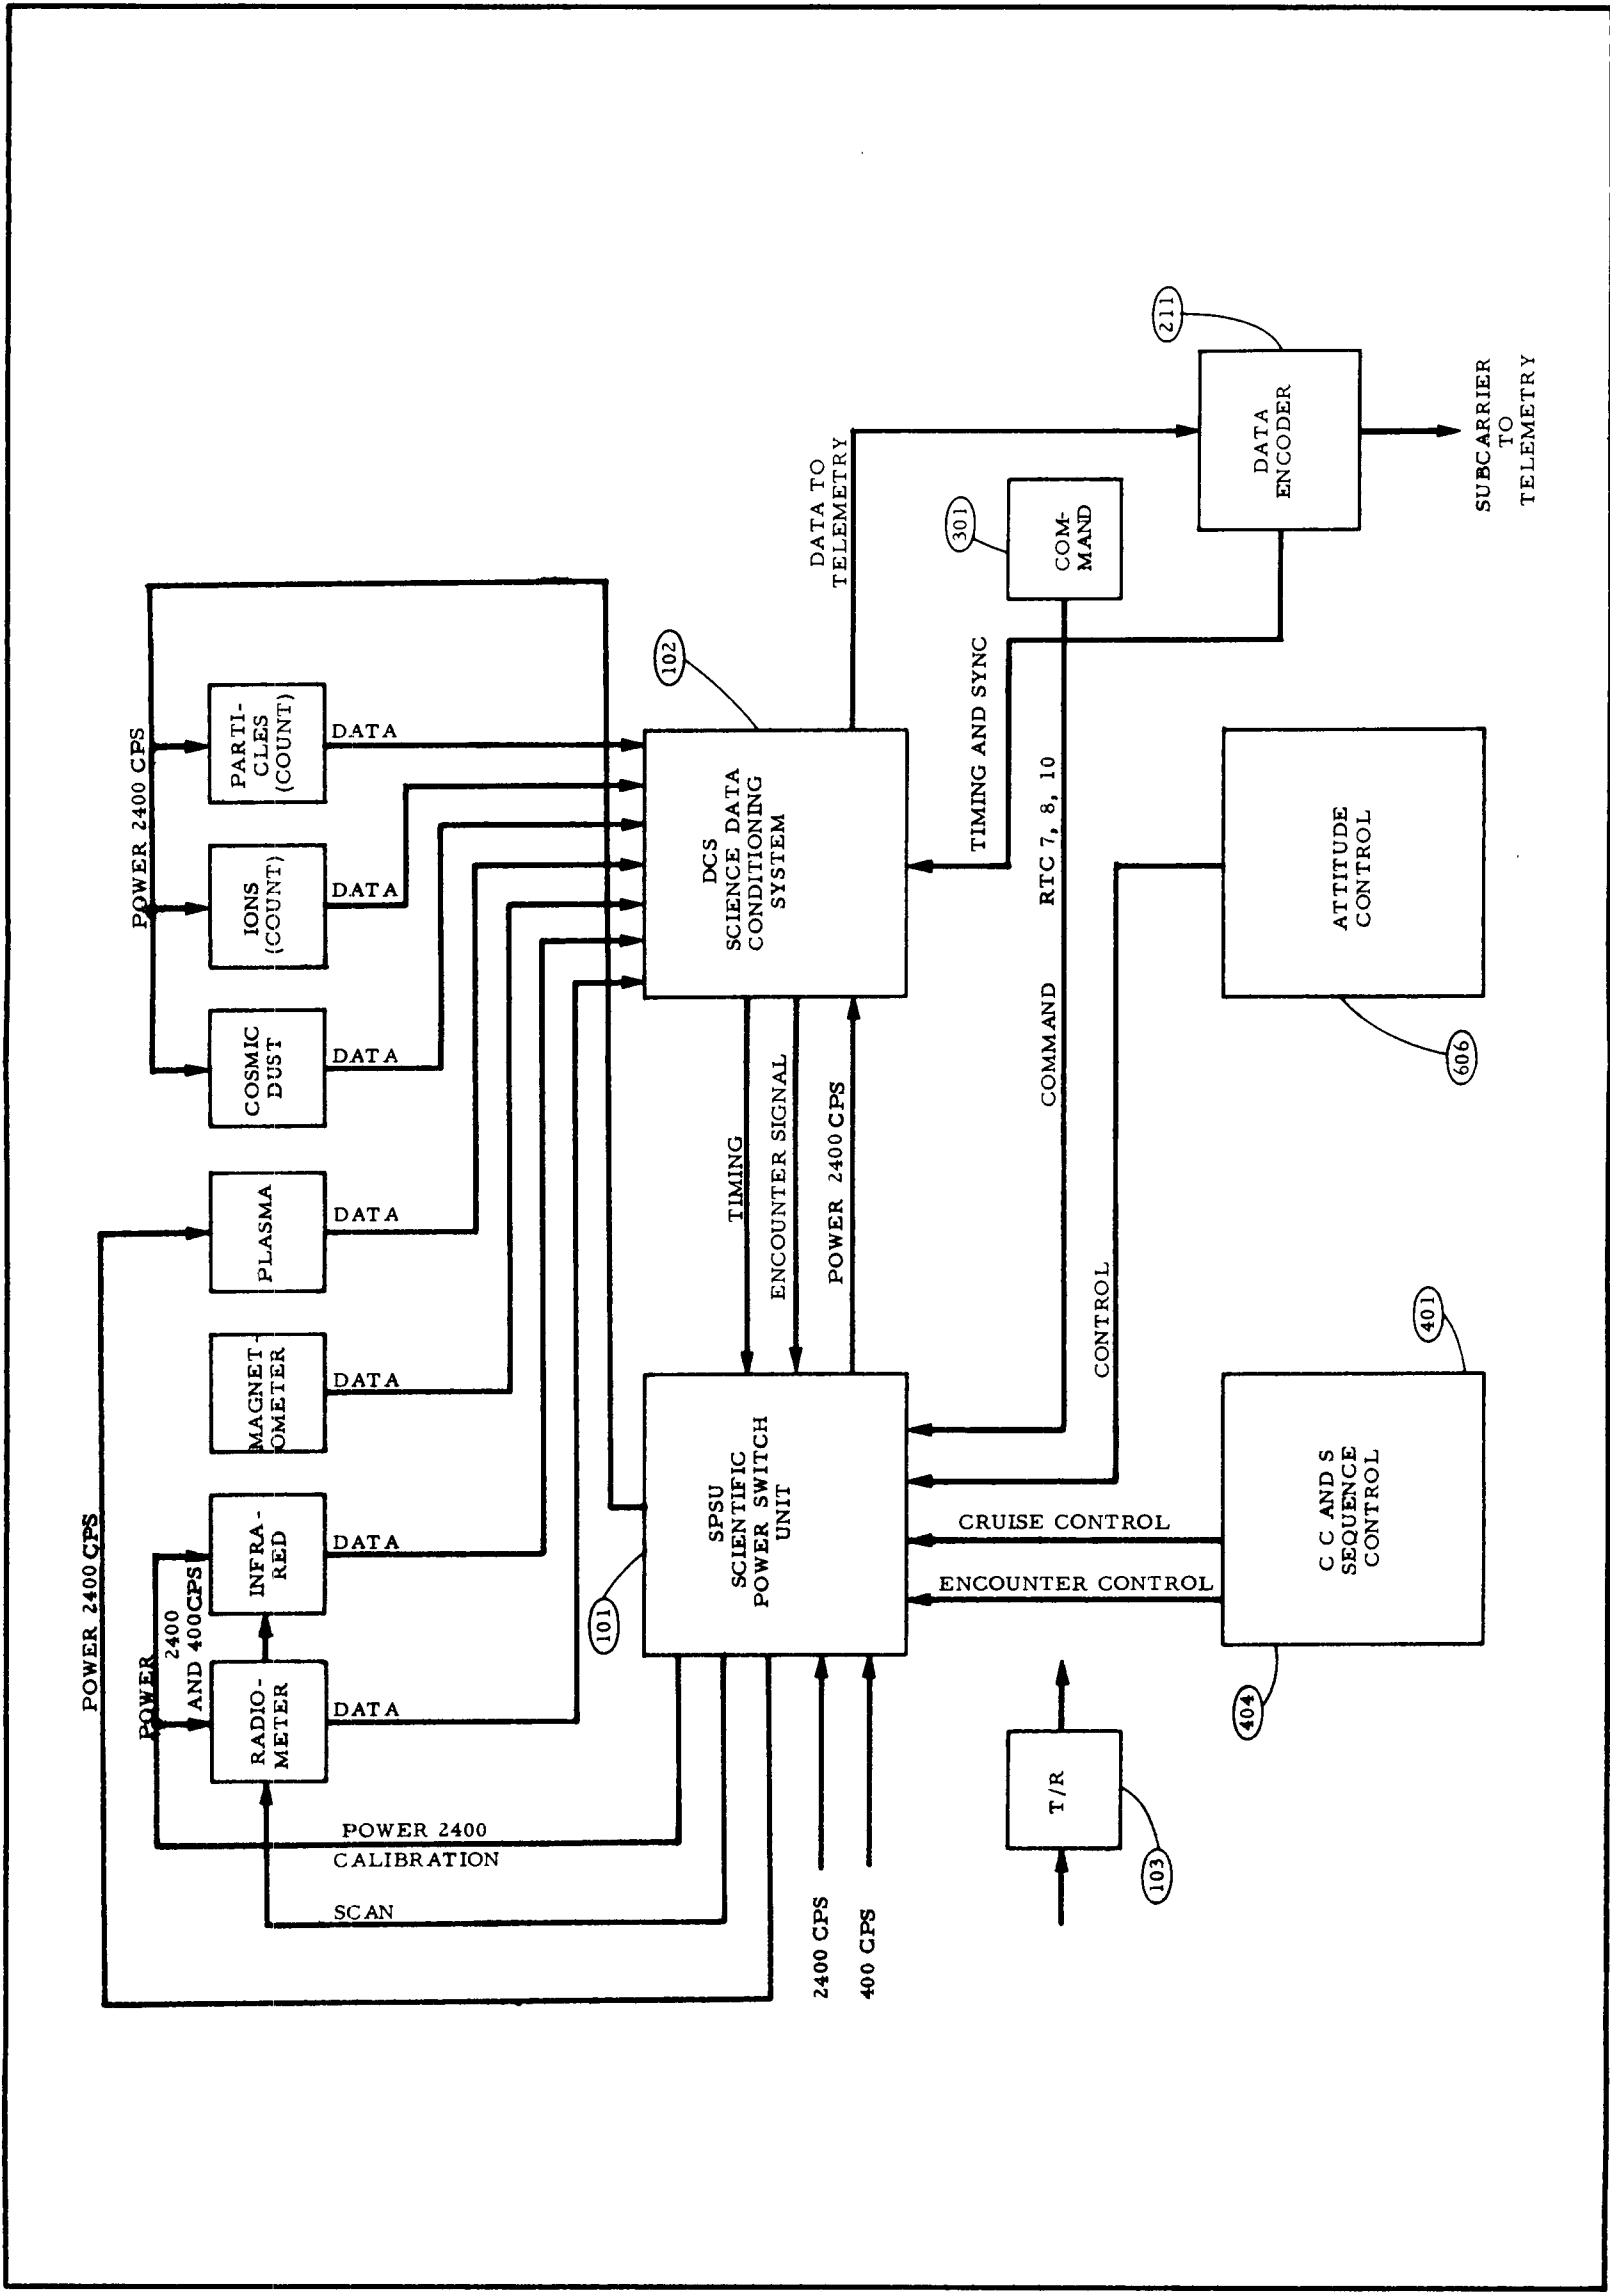 POWER 2400 CPS
POWER
2400
AND 400CPS
POWER 2400 CPS
RADIO-
METER
INFRA-
RED
MAGNET-
OMETER
PLASMA
COSMIC
DUST
IONS
(COUNT)
PARTI-
CLES
(COUNT)
DATA
DATA
DATA
DATA
DATA
DATA
DATA
POWER 2400
CALIBRATION
SCAN
2400 CPS
400 CPS
101
SPSU
SCIENTIFIC
POWER SWITCH
UNIT
TIMING
ENCOUNTER SIGNAL
POWER 2400 CPS
102
DCS
SCIENCE DATA
CONDITIONING
SYSTEM
DATA TO
TELEMETRY
TIMING AND SYNC
COMMAND RTC 7, 8, 10
301
COM-
MAND
CONTROL
CRUISE CONTROL
ENCOUNTER CONTROL
T/R
103
404
C C AND S
SEQUENCE
CONTROL
401
606
ATTITUDE
CONTROL
211
DATA
ENCODER
SUBCARRIER
TO
TELEMETRY